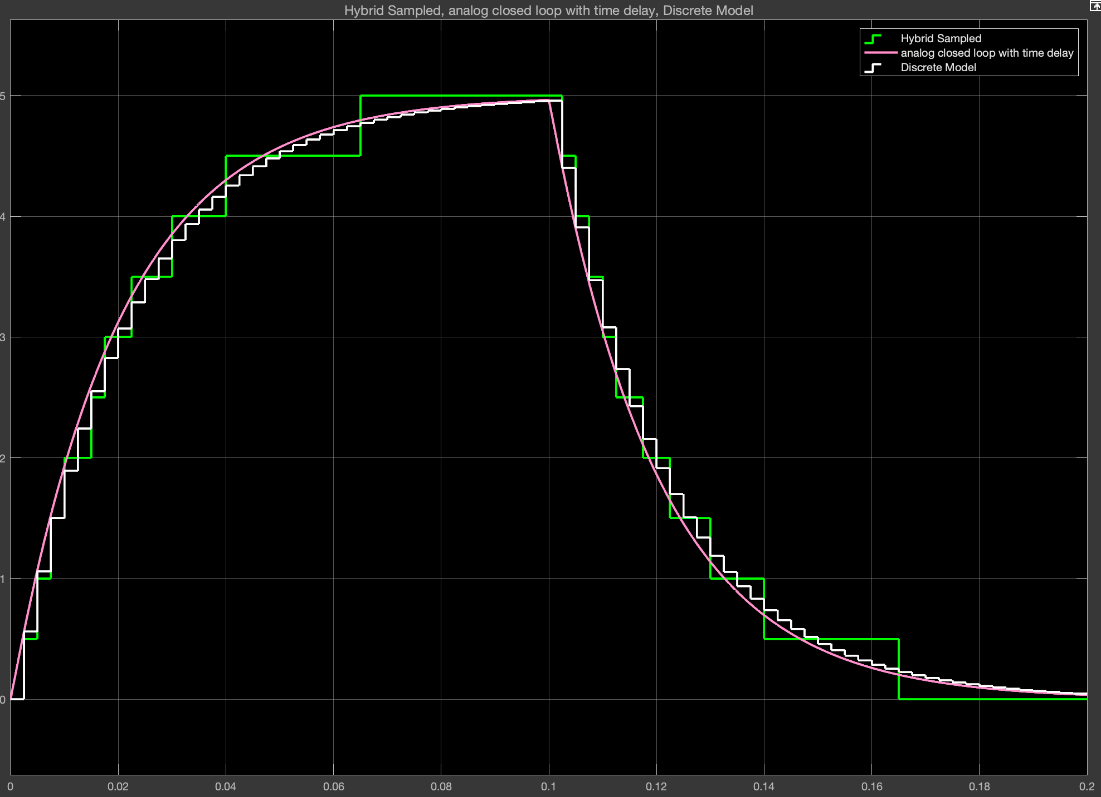 Hybrid Sampled, analog closed loop with time delay, Discrete Model
Hybrid Sampled
analog closed loop with time delay
Discrete Model
5
4
3
2
1
0
0 0.02 0.04 0.06 0.08 0.1 0.12 0.14 0.16 0.18 0.2